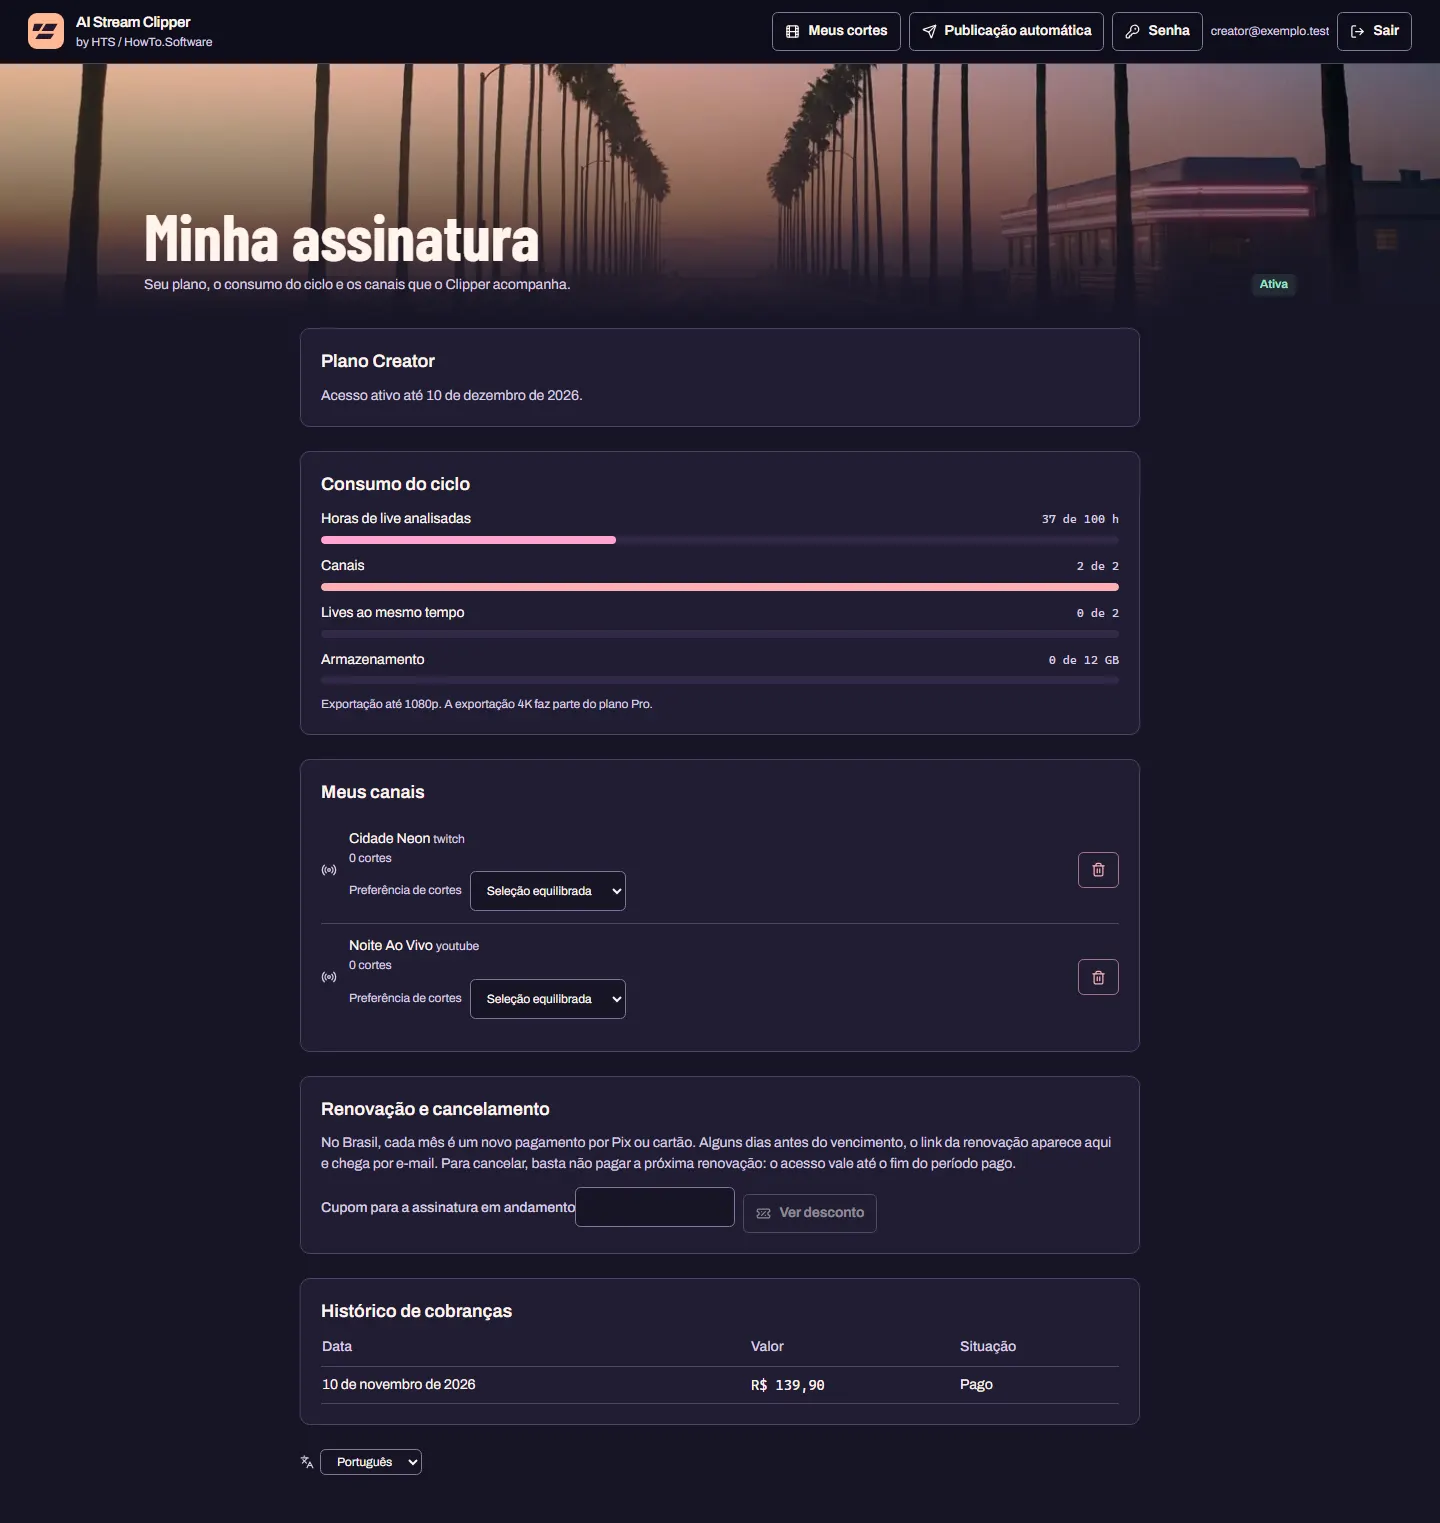 AI Stream Clipper
by HTS / HowTo.Software
Meus cortes
Publicação automática
Senha
creator@exemplo.test
Sair
Minha assinatura
Seu plano, o consumo do ciclo e os canais que o Clipper acompanha.
Ativa
Plano Creator
Acesso ativo até 10 de dezembro de 2026.
Consumo do ciclo
Horas de live analisadas
37 de 100 h
Canais
2 de 2
Lives ao mesmo tempo
0 de 2
Armazenamento
0 de 12 GB
Exportação até 1080p. A exportação 4K faz parte do plano Pro.
Meus canais
Cidade Neon twitch
0 cortes
Preferência de cortes
Seleção equilibrada
Noite Ao Vivo youtube
0 cortes
Preferência de cortes
Seleção equilibrada
Renovação e cancelamento
No Brasil, cada mês é um novo pagamento por Pix ou cartão. Alguns dias antes do vencimento, o link da renovação aparece aqui
e chega por e-mail. Para cancelar, basta não pagar a próxima renovação: o acesso vale até o fim do período pago.
Cupom para a assinatura em andamento
Ver desconto
Histórico de cobranças
Data Valor Situação
10 de novembro de 2026 R$ 139,90 Pago
Português